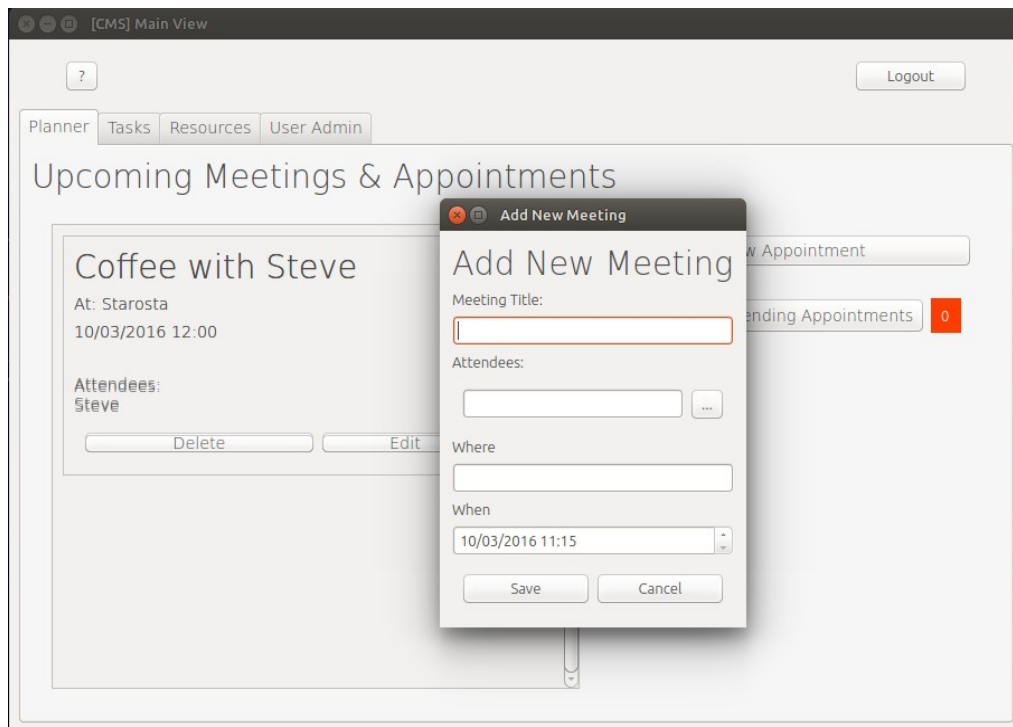 [CMS] Main View
?
Logout
Planner Tasks Resources User Admin
Upcoming Meetings & Appointments
Coffee with Steve
At: Starosta
10/03/2016 12:00
Attendees:
Steve
Delete Edit
Appointment
Appointments 0
Add New Meeting
Add New Meeting
Meeting Title:
Attendees:
...
Where
When
10/03/2016 11:15
Save Cancel